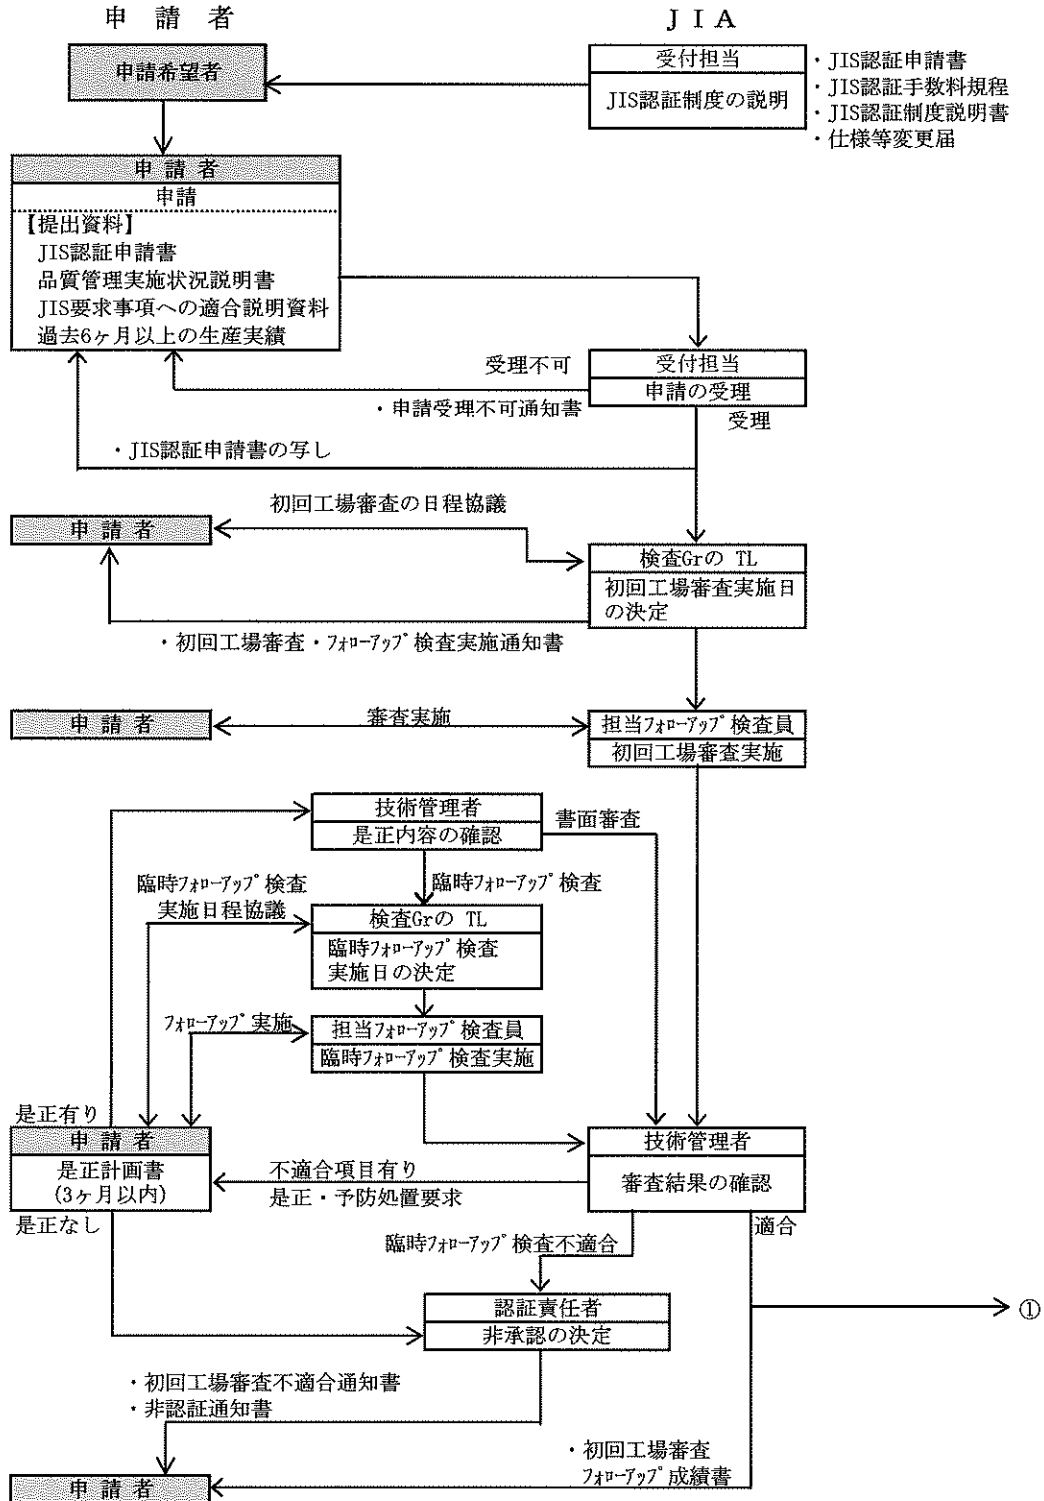 申　請　者
ＪＩＡ
申請希望者
受付担当
JIS認証制度の説明
・JIS認証申請書
・JIS認証手数料規程
・JIS認証制度説明書
・仕様等変更届
申 請 者
申請
【提出資料】
JIS認証申請書
品質管理実施状況説明書
JIS要求事項への適合説明資料
過去6ヶ月以上の生産実績
受理不可
受付担当
申請の受理
・申請受理不可通知書
受理
・JIS認証申請書の写し
初回工場審査の日程協議
申 請 者
検査Grの TL
初回工場審査実施日
の決定
・初回工場審査・ﾌｫﾛｰｱｯﾌﾟ検査実施通知書
申 請 者
審査実施
担当ﾌｫﾛｰｱｯﾌﾟ検査員
初回工場審査実施
技術管理者
是正内容の確認
書面審査
臨時ﾌｫﾛｰｱｯﾌﾟ検査
実施日程協議
臨時ﾌｫﾛｰｱｯﾌﾟ検査
検査Grの TL
臨時ﾌｫﾛｰｱｯﾌﾟ検査
実施日の決定
ﾌｫﾛｰｱｯﾌﾟ実施
担当ﾌｫﾛｰｱｯﾌﾟ検査員
臨時ﾌｫﾛｰｱｯﾌﾟ検査実施
是正有り
申 請 者
是正計画書
(3ヶ月以内)
是正なし
不適合項目有り
是正・予防処置要求
技術管理者
審査結果の確認
適合
臨時ﾌｫﾛｰｱｯﾌﾟ検査不適合
認証責任者
非承認の決定
①
・初回工場審査不適合通知書
・非認証通知書
・初回工場審査
ﾌｫﾛｰｱｯﾌﾟ成績書
申 請 者